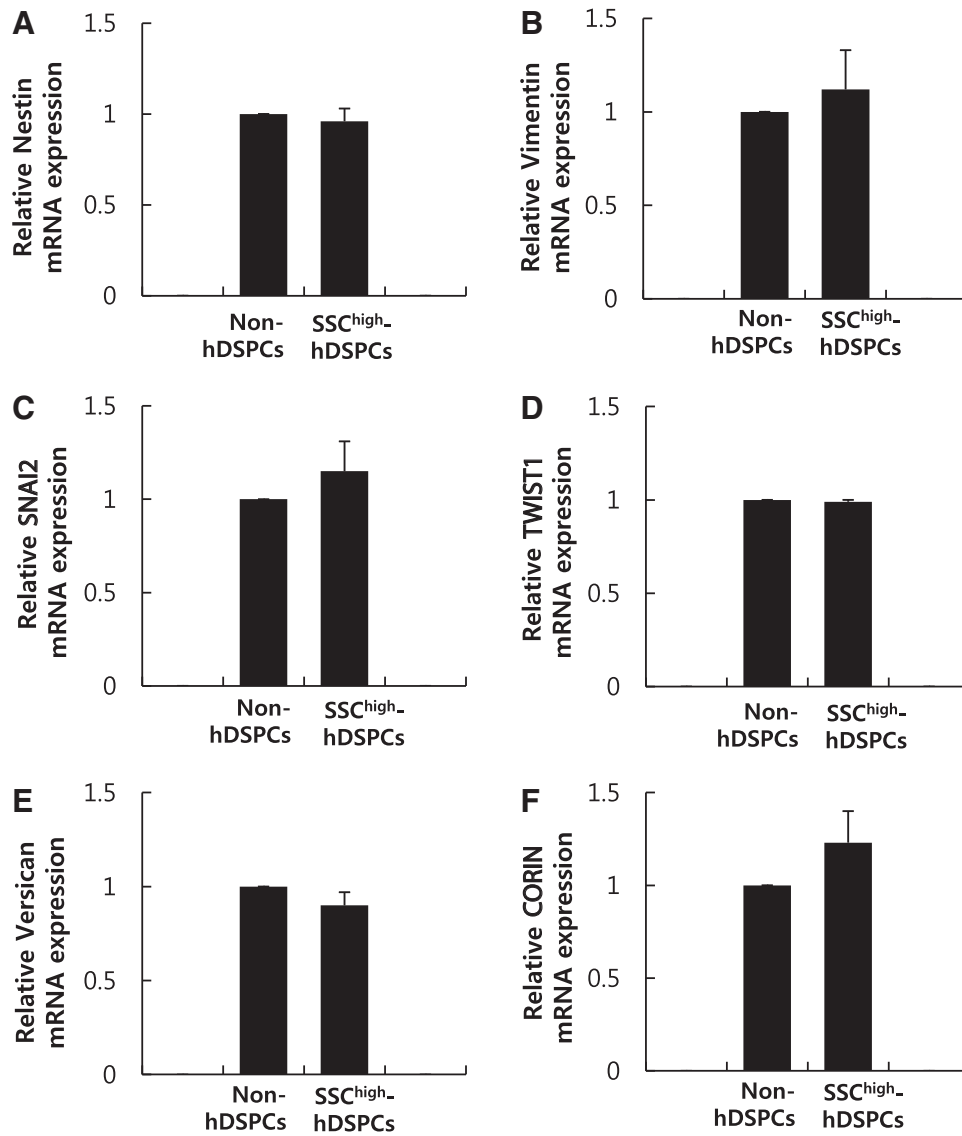 A
Relative Nestin
mRNA expression
1.5
1
0.5
0
Non-
hDSPCs
SSChigh-
hDSPCs
B
Relative Vimentin
mRNA expression
1.5
1
0.5
0
Non-
hDSPCs
SSChigh-
hDSPCs
C
Relative SNAI2
mRNA expression
1.5
1
0.5
0
Non-
hDSPCs
SSChigh-
hDSPCs
D
Relative TWIST1
mRNA expression
1.5
1
0.5
0
Non-
hDSPCs
SSChigh-
hDSPCs
E
Relative Versican
mRNA expression
1.5
1
0.5
0
Non-
hDSPCs
SSChigh-
hDSPCs
F
Relative CORIN
mRNA expression
1.5
1
0.5
0
Non-
hDSPCs
SSChigh-
hDSPCs